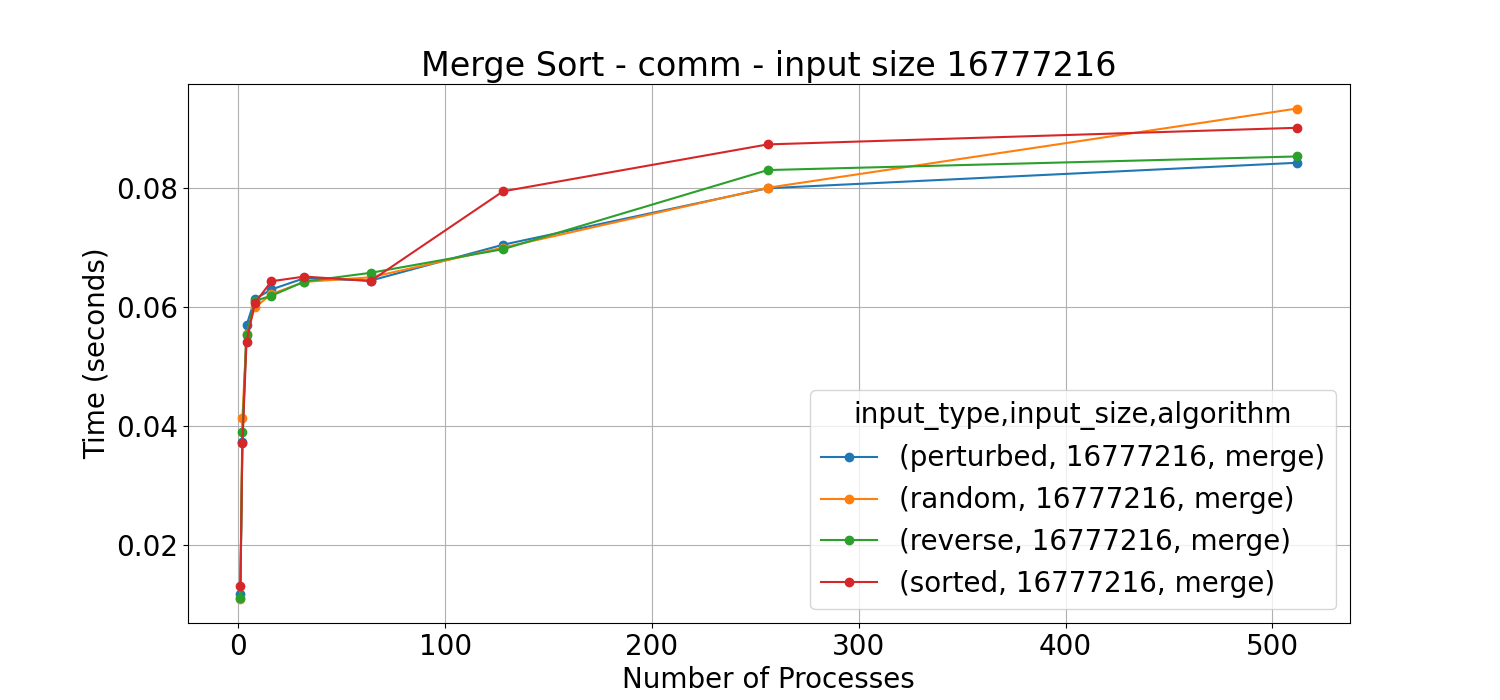 Merge Sort - comm - input size 16777216
Time (seconds)
0.08
0.06
0.04
0.02
0 100 200 300 400 500
Number of Processes
input_type,input_size,algorithm
(perturbed, 16777216, merge)
(random, 16777216, merge)
(reverse, 16777216, merge)
(sorted, 16777216, merge)